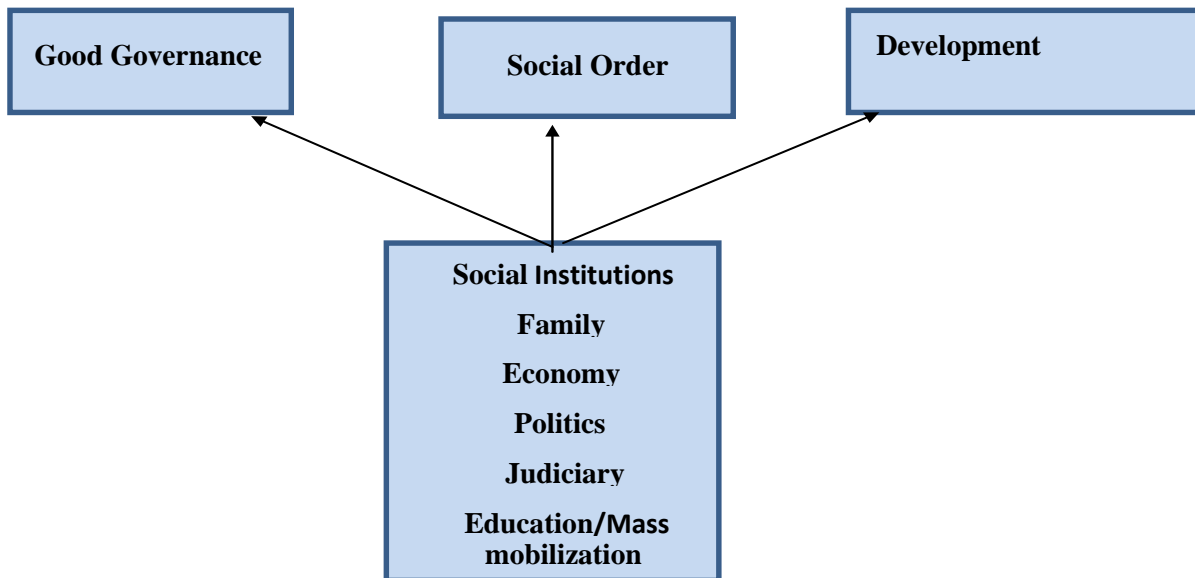 Good Governance
Social Order
Development
Social Institutions
Family
Economy
Politics
Judiciary
Education/Mass
mobilization